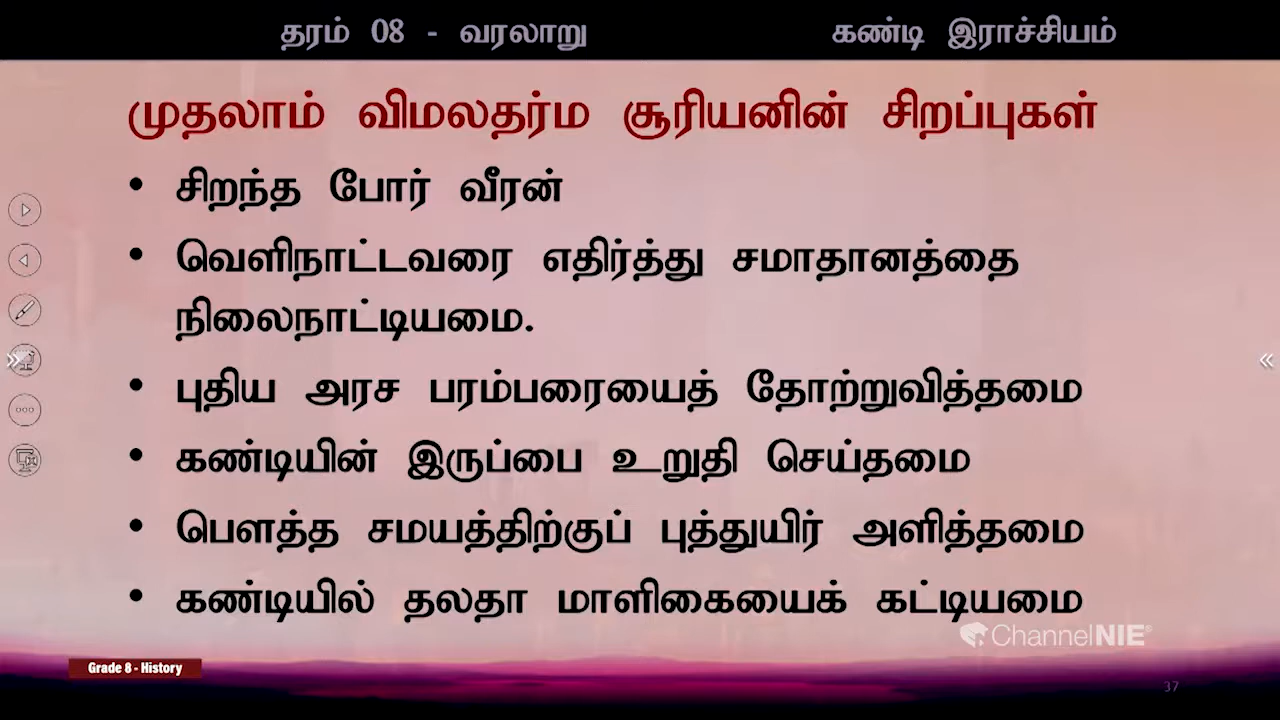 தரம் 08 - வரலாறு கண்டி இராச்சியம்
முதலாம் விமலதர்ம சூரியனின் சிறப்புகள்
• சிறந்த போர் வீரன்
• வெளிநாட்டவரை எதிர்த்து சமாதானத்தை
நிலைநாட்டியமை.
• புதிய அரச பரம்பரையைத் தோற்றுவித்தமை
• கண்டியின் இருப்பை உறுதி செய்தமை
• பௌத்த சமயத்திற்குப் புத்துயிர் அளித்தமை
• கண்டியில் தலதா மாளிகையைக் கட்டியமை
ChannelNIE
Grade 8 - History
37